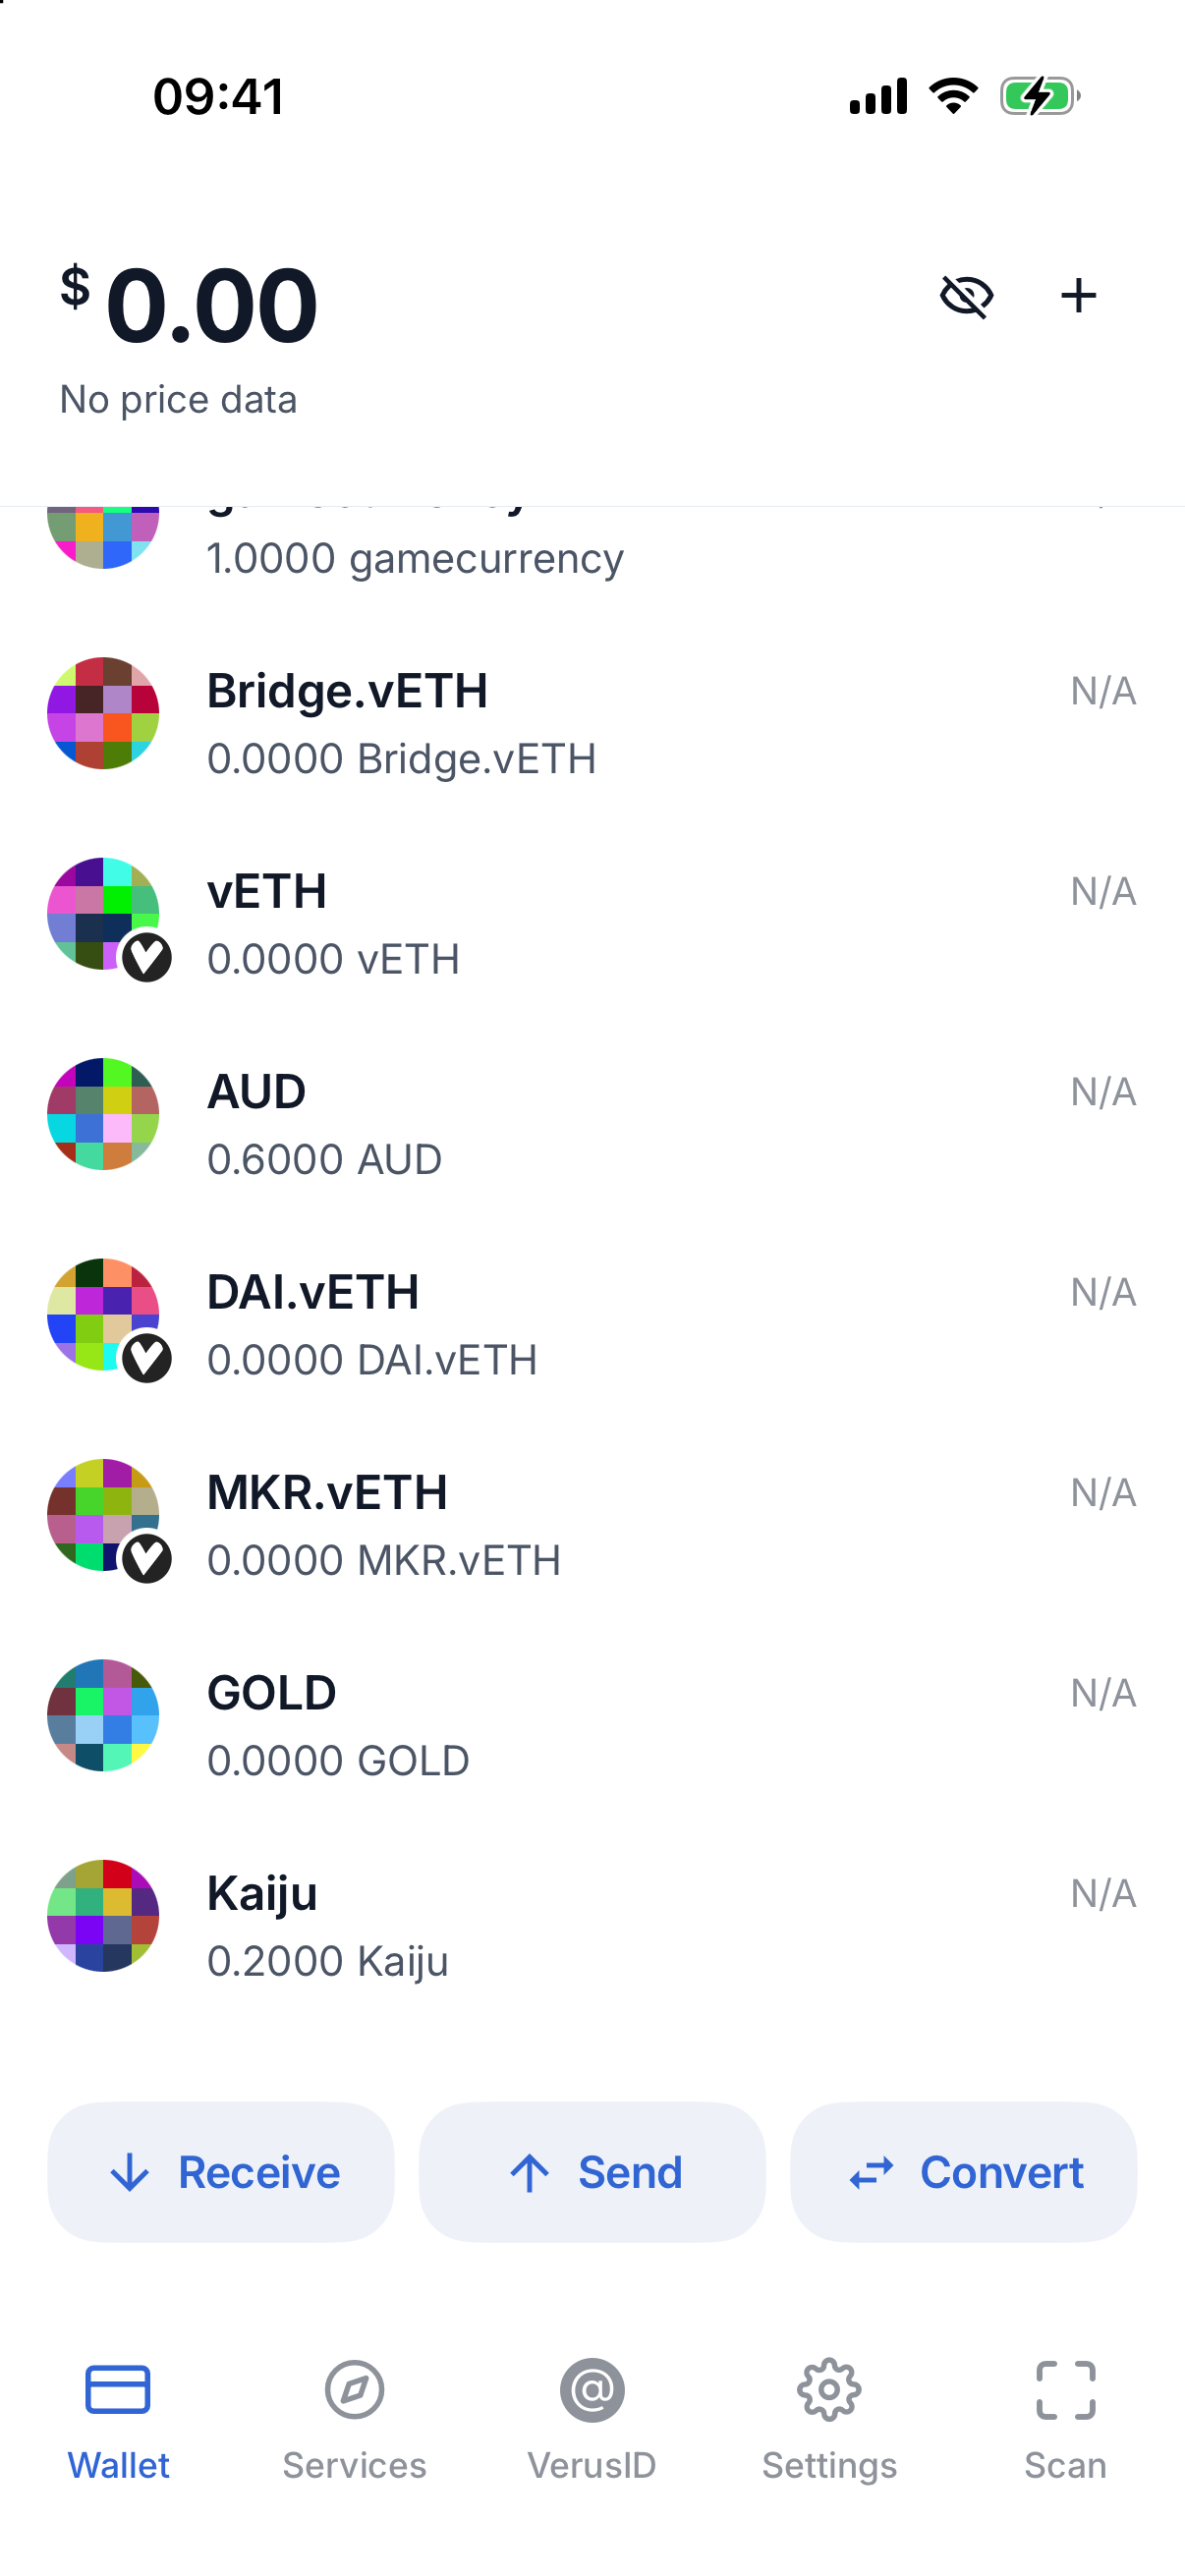 09:41
$ 0.00
No price data
1.0000 gamecurrency
Bridge.vETH N/A
0.0000 Bridge.vETH
vETH N/A
0.0000 vETH
AUD N/A
0.6000 AUD
DAI.vETH N/A
0.0000 DAI.vETH
MKR.vETH N/A
0.0000 MKR.vETH
GOLD N/A
0.0000 GOLD
Kaiju N/A
0.2000 Kaiju
Receive Send Convert
Wallet Services VerusID Settings Scan